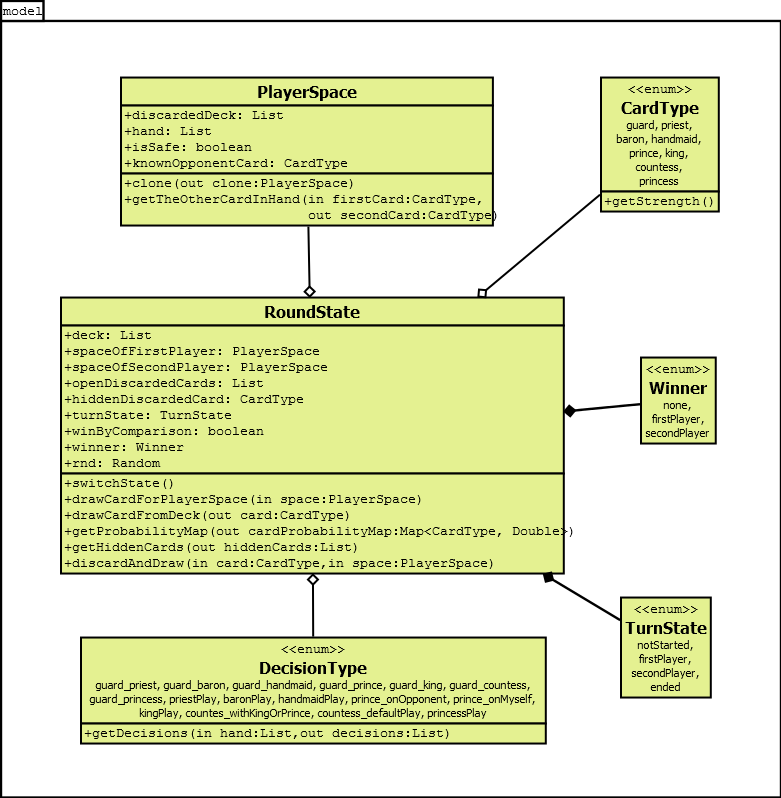 model
PlayerSpace
+discardedDeck: List
+hand: List
+isSafe: boolean
+knownOpponentCard: CardType
+clone(out clone:PlayerSpace)
+getTheOtherCardInHand(in firstCard:CardType,
out secondCard:CardType)
<<enum>>
CardType
guard, priest,
baron, handmaid,
prince, king,
countess,
princess
+getStrength()
RoundState
+deck: List
+spaceOfFirstPlayer: PlayerSpace
+spaceOfSecondPlayer: PlayerSpace
+openDiscardedCards: List
+hiddenDiscardedCard: CardType
+turnState: TurnState
+winByComparison: boolean
+winner: Winner
+rnd: Random
+switchState()
+drawCardForPlayerSpace(in space:PlayerSpace)
+drawCardFromDeck(out card:CardType)
+getProbabilityMap(out cardProbabilityMap:Map<CardType, Double>)
+getHiddenCards(out hiddenCards:List)
+discardAndDraw(in card:CardType,in space:PlayerSpace)
<<enum>>
Winner
none,
firstPlayer,
secondPlayer
<<enum>>
TurnState
notStarted,
firstPlayer,
secondPlayer,
ended
<<enum>>
DecisionType
guard_priest, guard_baron, guard_handmaid, guard_prince, guard_king, guard_countess,
guard_princess, priestPlay, baronPlay, handmaidPlay, prince_onOpponent, prince_onMyself,
kingPlay, countes_withKingOrPrince, countess_defaultPlay, princessPlay
+getDecisions(in hand:List,out decisions:List)